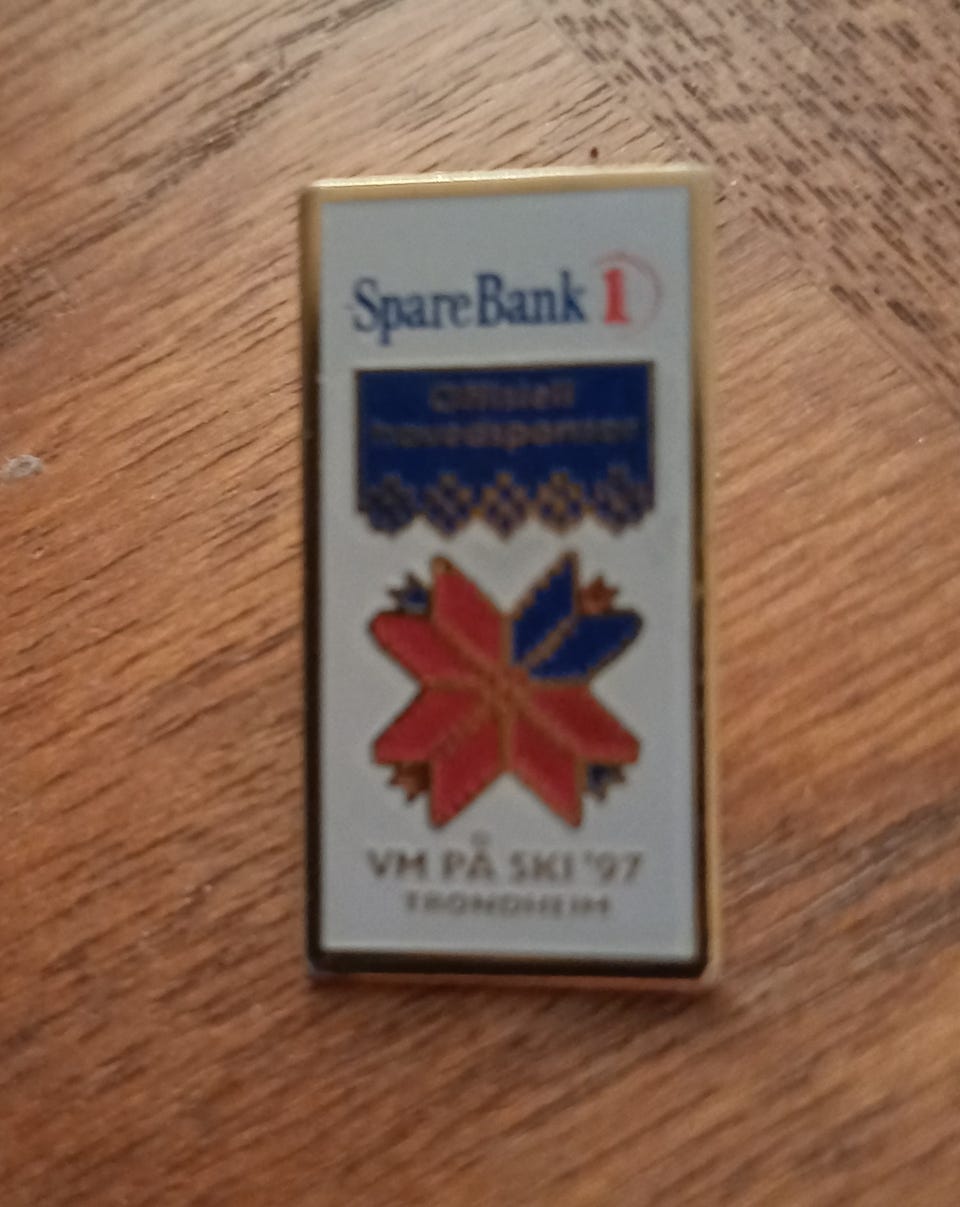 SpareBank 1
Offisiell
hovedsponsor
VM PÅ SKI '97
TRONDHEIM